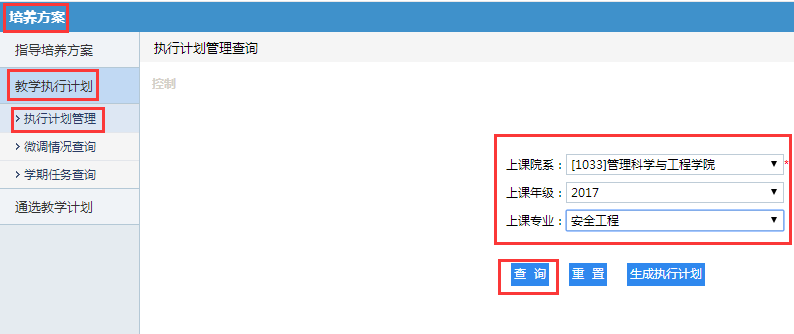 培养方案
指导培养方案
教学执行计划
> 执行计划管理
> 微调情况查询
> 学期任务查询
通选教学计划
执行计划管理查询
控制
上课院系：[1033]管理科学与工程学院 ▼ *
上课年级：2017 ▼
上课专业：安全工程 ▼
查 询 重 置 生成执行计划